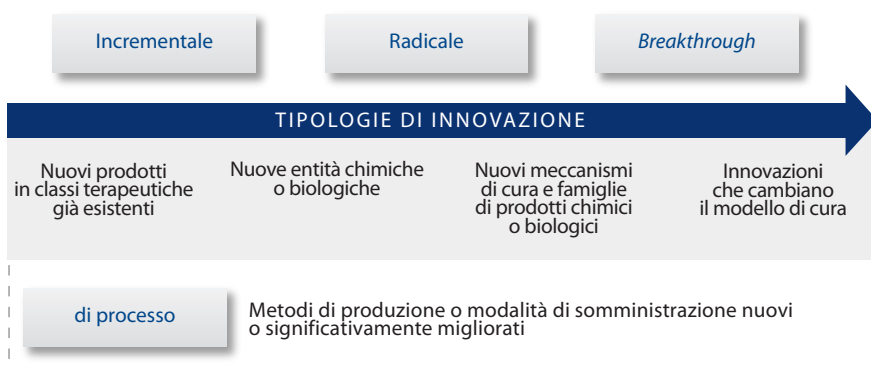 Incrementale
Radicale
Breakthrough
TIPOLOGIE DI INNOVAZIONE
Nuovi prodotti
in classi terapeutiche
già esistenti
Nuove entità chimiche
o biologiche
Nuovi meccanismi
di cura e famiglie
di prodotti chimici
o biologici
Innovazioni
che cambiano
il modello di cura
di processo
Metodi di produzione o modalità di somministrazione nuovi
o significativamente migliorati